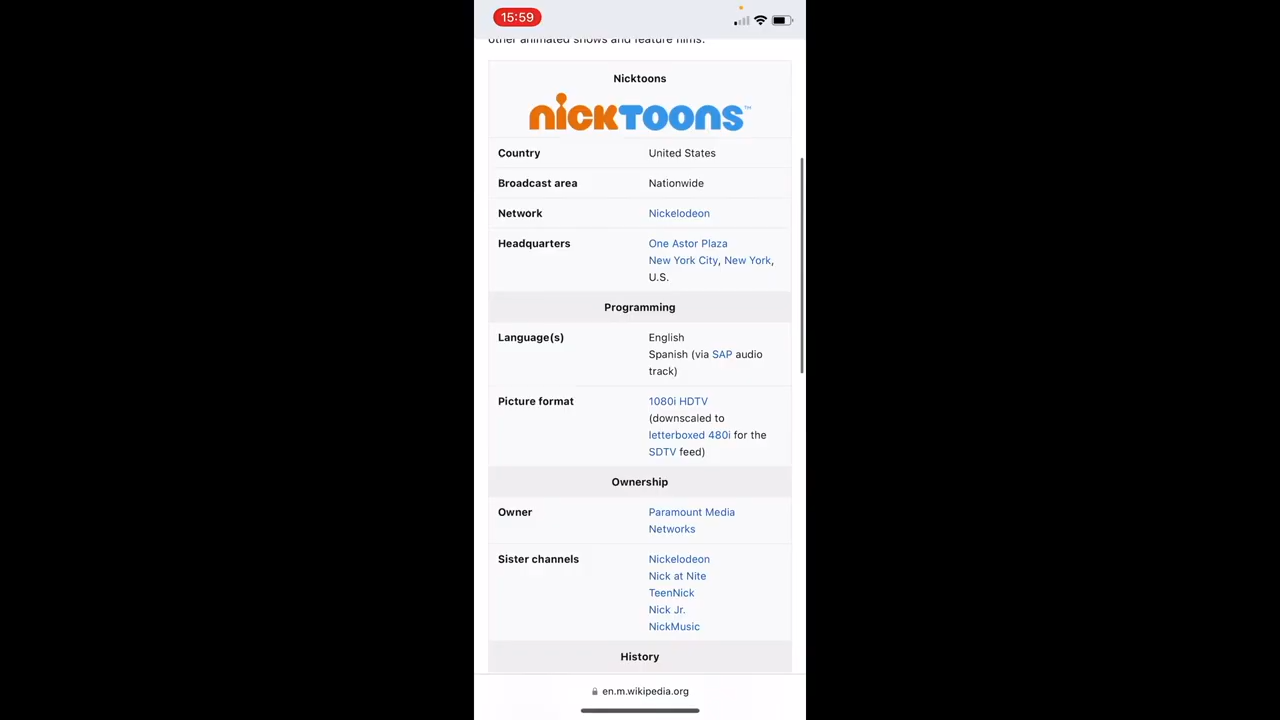 15:59
other animated shows and feature films.
Nicktoons
nickTOONS™
Country United States
Broadcast area Nationwide
Network Nickelodeon
Headquarters One Astor Plaza
New York City, New York,
U.S.
Programming
Language(s) English
Spanish (via SAP audio
track)
Picture format 1080i HDTV
(downscaled to
letterboxed 480i for the
SDTV feed)
Ownership
Owner Paramount Media
Networks
Sister channels Nickelodeon
Nick at Nite
TeenNick
Nick Jr.
NickMusic
History
en.m.wikipedia.org